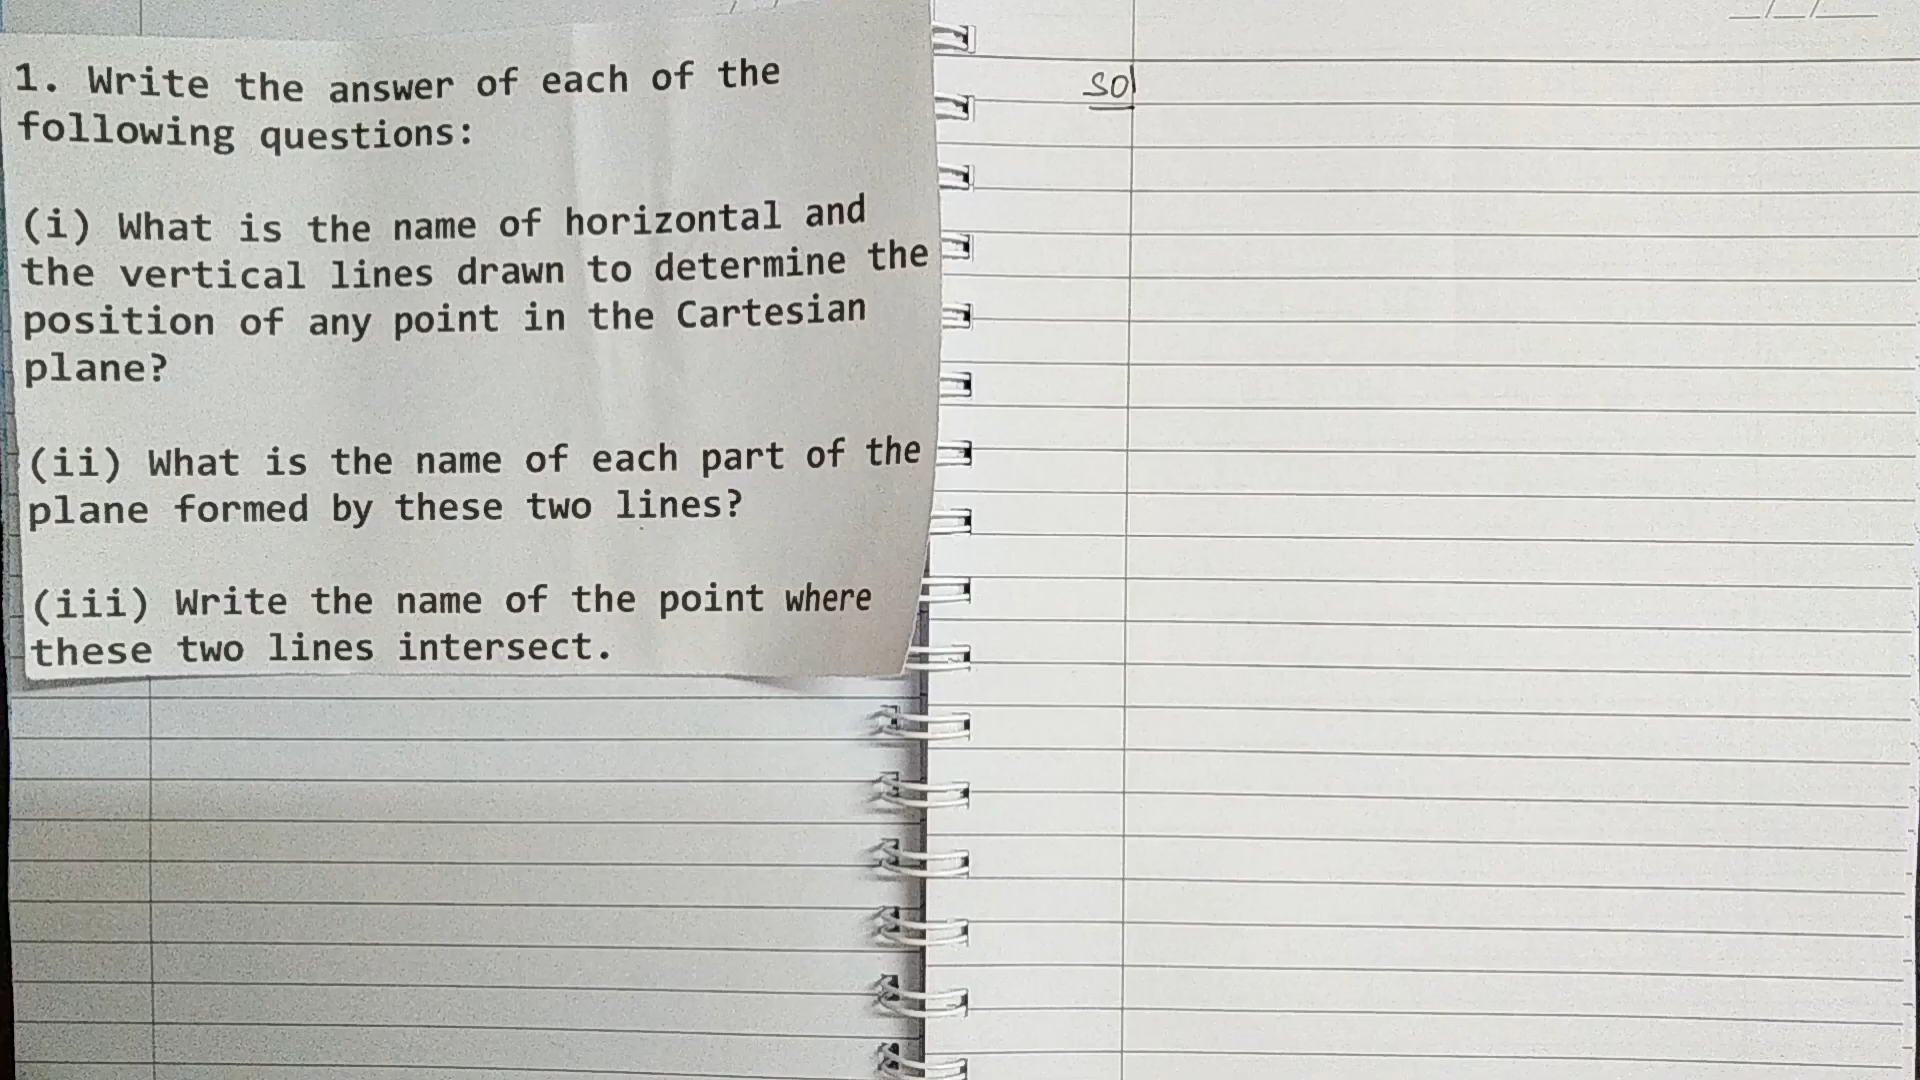 1. Write the answer of each of the
following questions:
(i) What is the name of horizontal and
the vertical lines drawn to determine the
position of any point in the Cartesian
plane?
(ii) What is the name of each part of the
plane formed by these two lines?
(iii) Write the name of the point where
these two lines intersect.
Sol